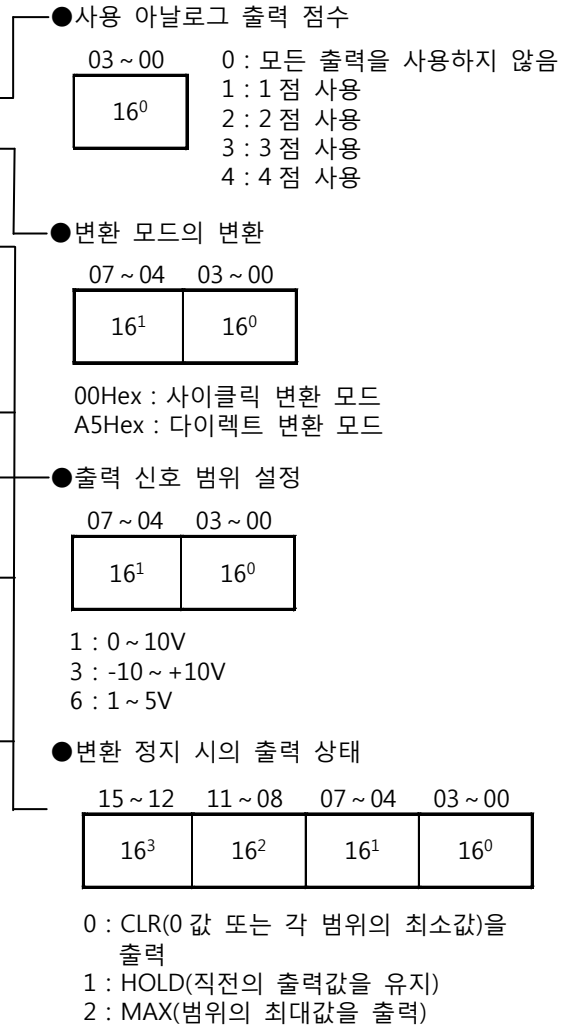 ●사용 아날로그 출력 점수
03~00
16⁰
0 : 모든 출력을 사용하지 않음
1 : 1 점 사용
2 : 2 점 사용
3 : 3 점 사용
4 : 4 점 사용
●변환 모드의 변환
07~04 03~00
16¹ 16⁰
00Hex : 사이클릭 변환 모드
A5Hex : 다이렉트 변환 모드
●출력 신호 범위 설정
07~04 03~00
16¹ 16⁰
1 : 0~10V
3 : -10~+10V
6 : 1~5V
●변환 정지 시의 출력 상태
15~12 11~08 07~04 03~00
16³ 16² 16¹ 16⁰
0 : CLR(0 값 또는 각 범위의 최소값)을
출력
1 : HOLD(직전의 출력값을 유지)
2 : MAX(범위의 최대값을 출력)